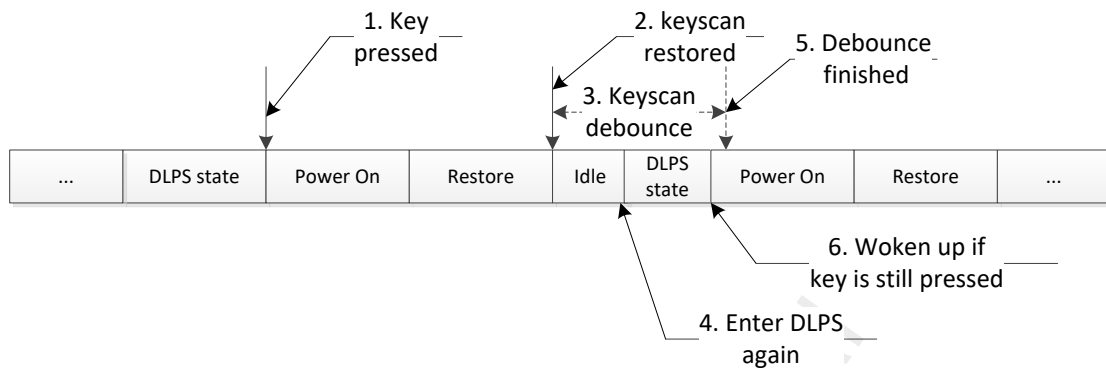 1. Key
pressed
2. keyscan
restored
5. Debounce
finished
3. Keyscan
debounce
...
DLPS state
Power On
Restore
Idle
DLPS
state
Power On
Restore
...
6. Woken up if
key is still pressed
4. Enter DLPS
again